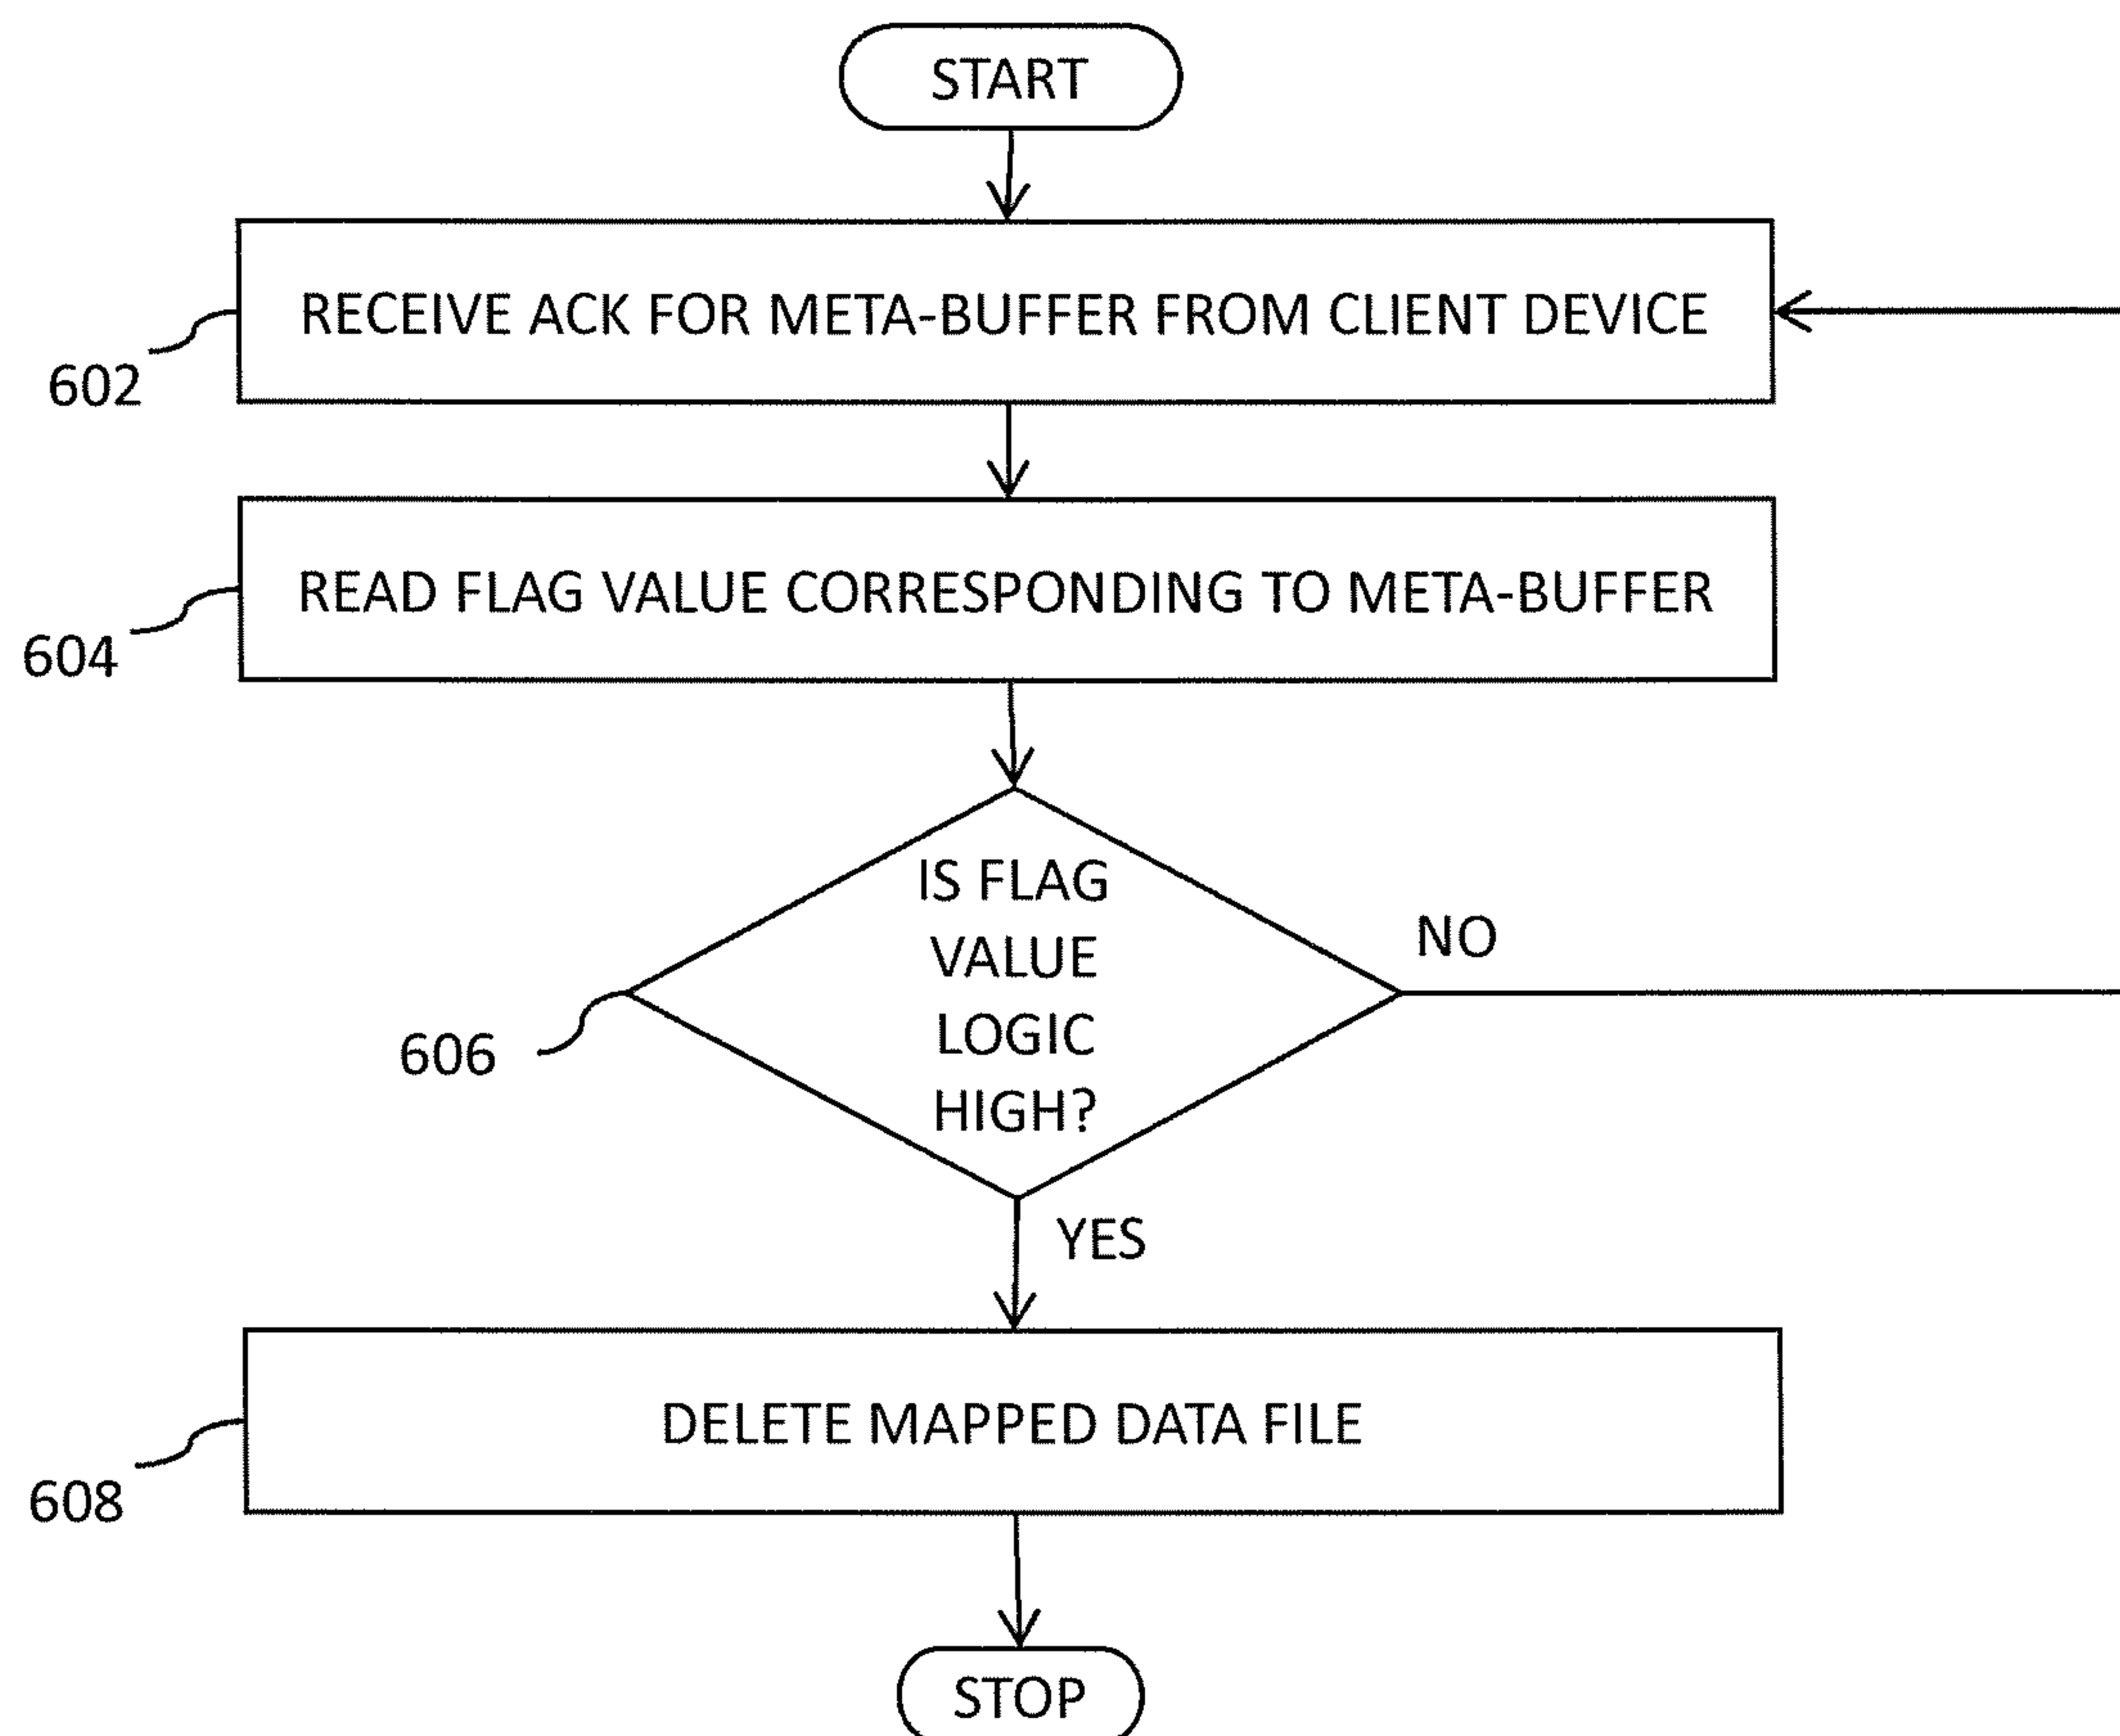 START
RECEIVE ACK FOR META-BUFFER FROM CLIENT DEVICE
602
READ FLAG VALUE CORRESPONDING TO META-BUFFER
604
IS FLAG
VALUE
LOGIC
HIGH?
NO
606
YES
DELETE MAPPED DATA FILE
608
STOP